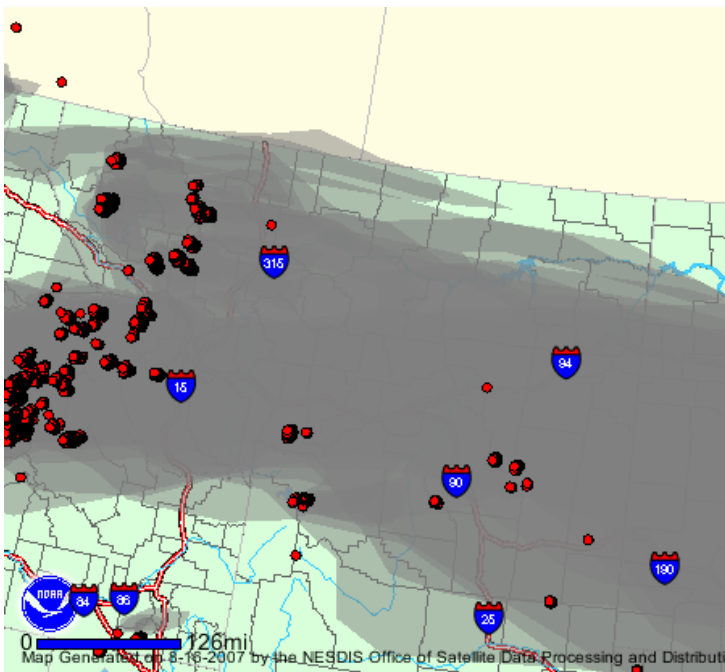 315
94
15
90
190
NOAA
84
86
25
0 126mi
Map Generated on 8-16-2007 by the NESDIS Office of Satellite Data Processing and Distributi